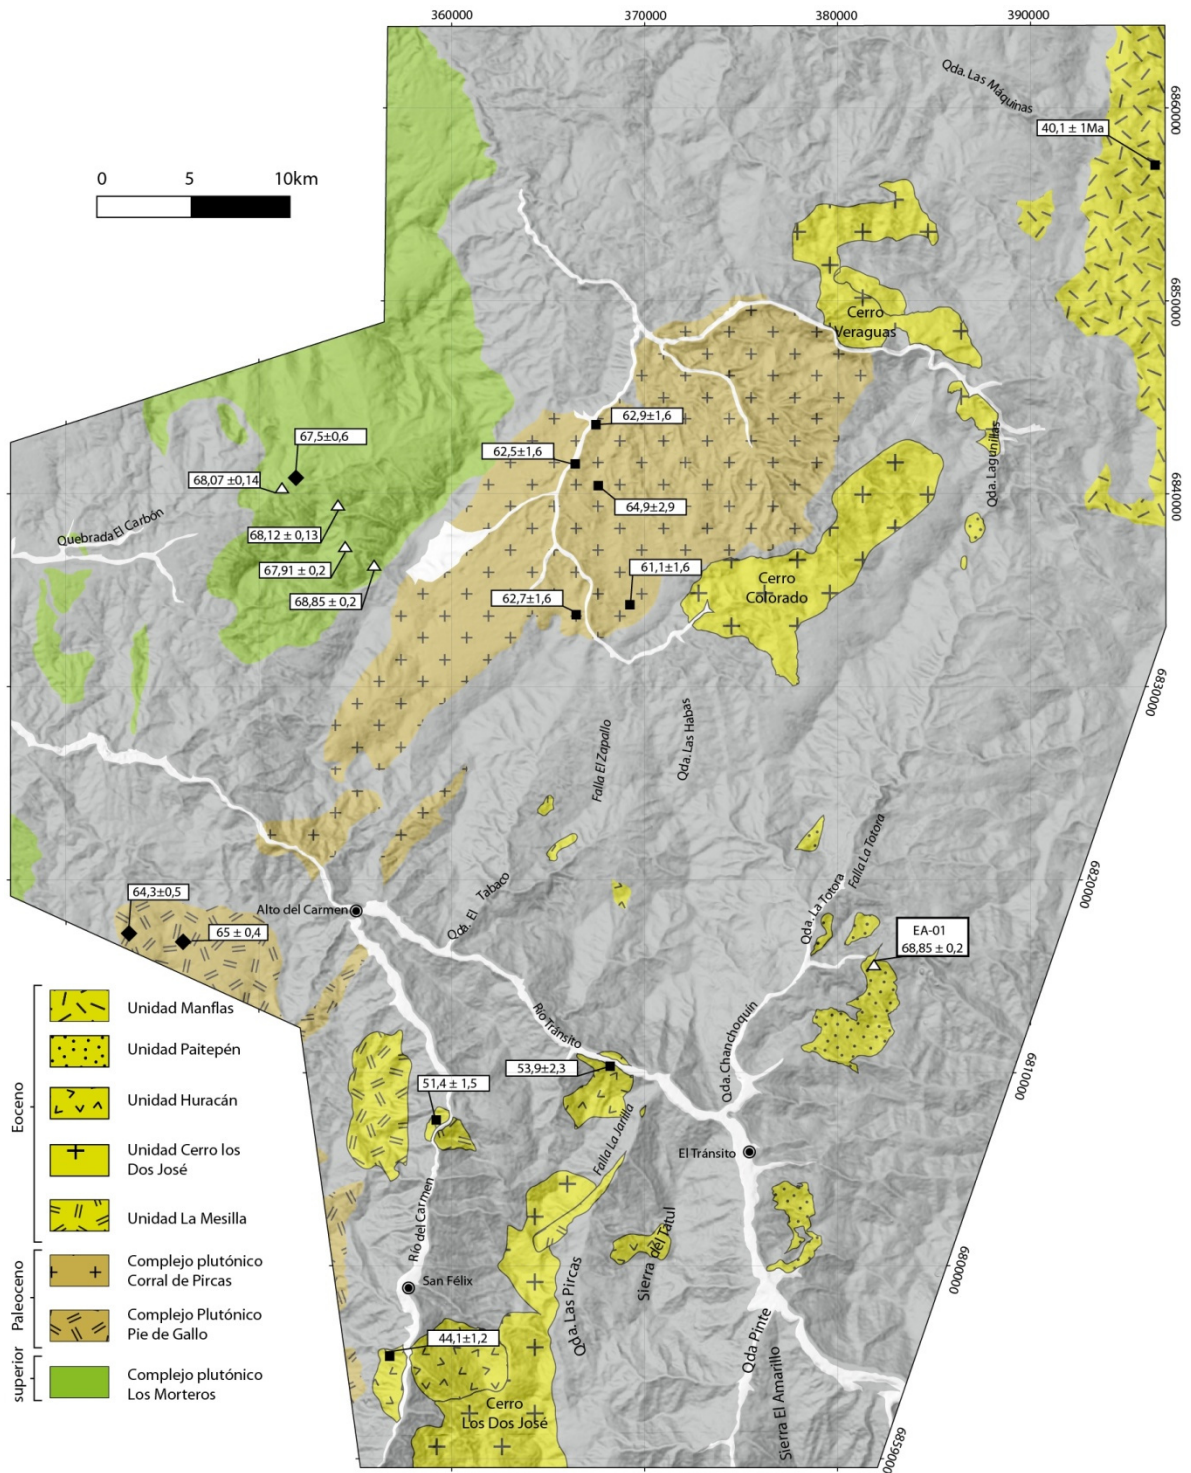 360000
370000
380000
390000
Qda. Las Máquinas
6890000
40,1 ± 1Ma
0 5 10km
6850000
Cerro
Veraguas
62,9±1,6
67,5±0,6
62,5±1,6
68,07 ±0,14
64,9±2,9
Qda. Lagunillas
6840000
Quebrada El Carbón
68,12 ± 0,13
67,91 ± 0,2
61,1±1,6
68,85 ± 0,2
62,7±1,6
Cerro
Colorado
6830000
Falla El Zapallo
Qda. Las Habas
Falla La Totora
6820000
64,3±0,5
Alto del Carmen
Qda. El Tabaco
Qda. La Totora
65 ± 0,4
EA-01
68,85 ± 0,2
Río Tránsito
Qda. Chanchoquín
53,9±2,3
51,4 ± 1,5
6810000
Falla La Jarilla
El Tránsito
Río del Carmen
San Félix
Qda. Las Pircas
Sierra del Tatul
6800000
44,1±1,2
Qda Pinte
Sierra El Amarillo
Cerro
Los Dos José
6859000
Eoceno
Unidad Manflas
Unidad Paitepén
Unidad Huracán
Unidad Cerro los
Dos José
Unidad La Mesilla
Paleoceno
Complejo plutónico
Corral de Pircas
Complejo Plutónico
Pie de Gallo
superior
Complejo plutónico
Los Morteros